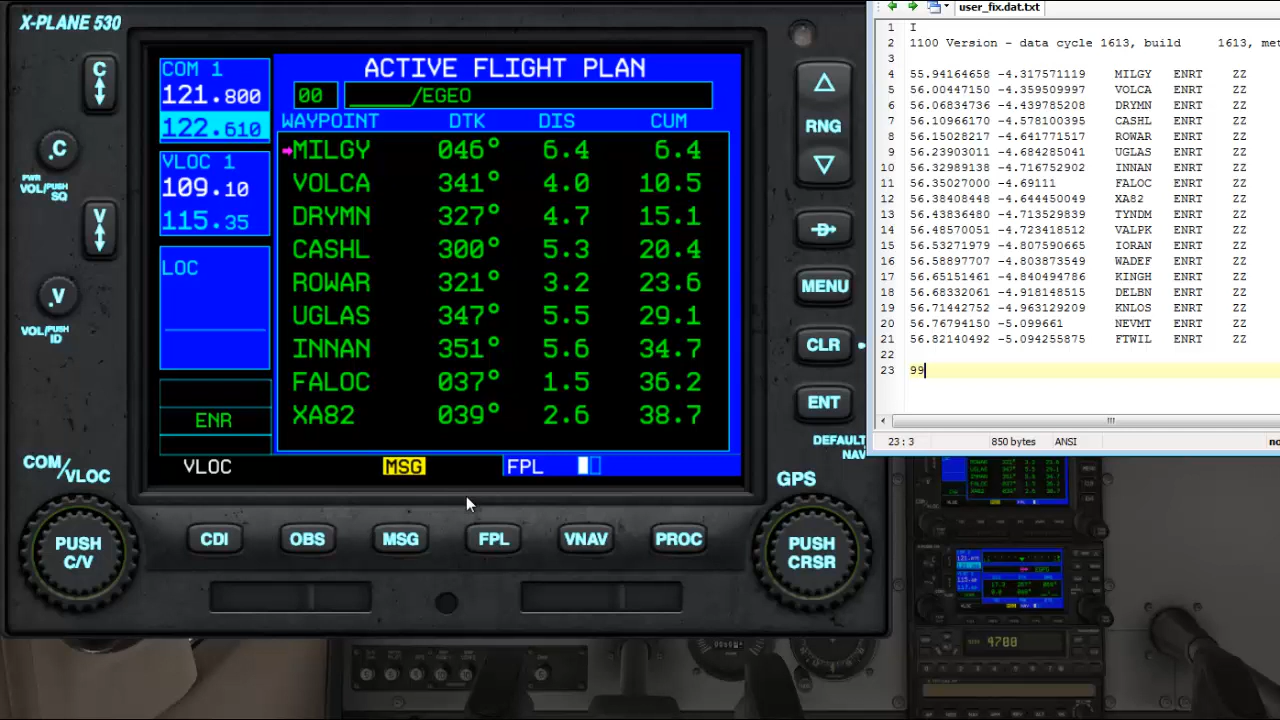 X-PLANE 530
C
.C
PWR
VOL/PUSH
SQ
V
.V
VOL/PUSH
ID
COM/VLOC
PUSH
C/V
COM 1
121.800
122.610
VLOC 1
109.10
115.35
LOC
ENR
VLOC
ACTIVE FLIGHT PLAN
00 _____/EGEO
WAYPOINT DTK DIS CUM
MILGY 046° 6.4 6.4
VOLCA 341° 4.0 10.5
DRYMN 327° 4.7 15.1
CASHL 300° 5.3 20.4
ROWAR 321° 3.2 23.6
UGLAS 347° 5.5 29.1
INNAN 351° 5.6 34.7
FALOC 037° 1.5 36.2
XA82 039° 2.6 38.7
MSG FPL
RNG
D
MENU
CLR
ENT
DEFAULT
NAV
GPS
PUSH
CRSR
CDI OBS MSG FPL VNAV PROC
user_fix.dat.txt
1 I
2 1100 Version - data cycle 1613, build 1613, met
3
4 55.94164658 -4.317571119 MILGY ENRT ZZ
5 56.00447150 -4.359509997 VOLCA ENRT ZZ
6 56.06834736 -4.439785208 DRYMN ENRT ZZ
7 56.10966170 -4.578100395 CASHL ENRT ZZ
8 56.15028217 -4.641771517 ROWAR ENRT ZZ
9 56.23903011 -4.684285041 UGLAS ENRT ZZ
10 56.32989138 -4.716752902 INNAN ENRT ZZ
11 56.35027000 -4.69111 FALOC ENRT ZZ
12 56.38408448 -4.644450049 XA82 ENRT ZZ
13 56.43936480 -4.713529835 TYNDM ENRT ZZ
14 56.48570051 -4.723418512 VALPK ENRT ZZ
15 56.53271979 -4.807590665 IORAN ENRT ZZ
16 56.58897707 -4.803873549 WADEF ENRT ZZ
17 56.65151461 -4.840494786 KINGH ENRT ZZ
18 56.68332061 -4.918148515 DELBN ENRT ZZ
19 56.71442752 -4.963129209 KNLOS ENRT ZZ
20 56.76794150 -5.099661 NEVMT ENRT ZZ
21 56.82140492 -5.094255875 FTWIL ENRT ZZ
22
23 99
23 : 3 850 bytes ANSI
4700